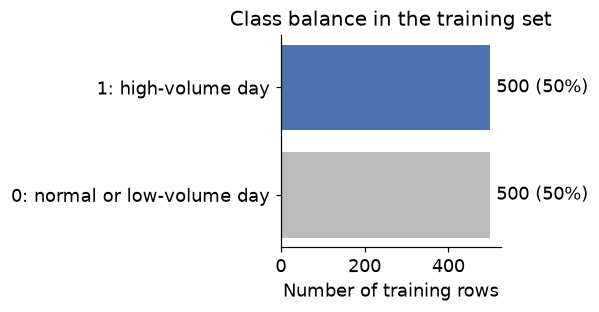 Class balance in the training set
1: high-volume day
500 (50%)
0: normal or low-volume day
500 (50%)
0 200 400
Number of training rows